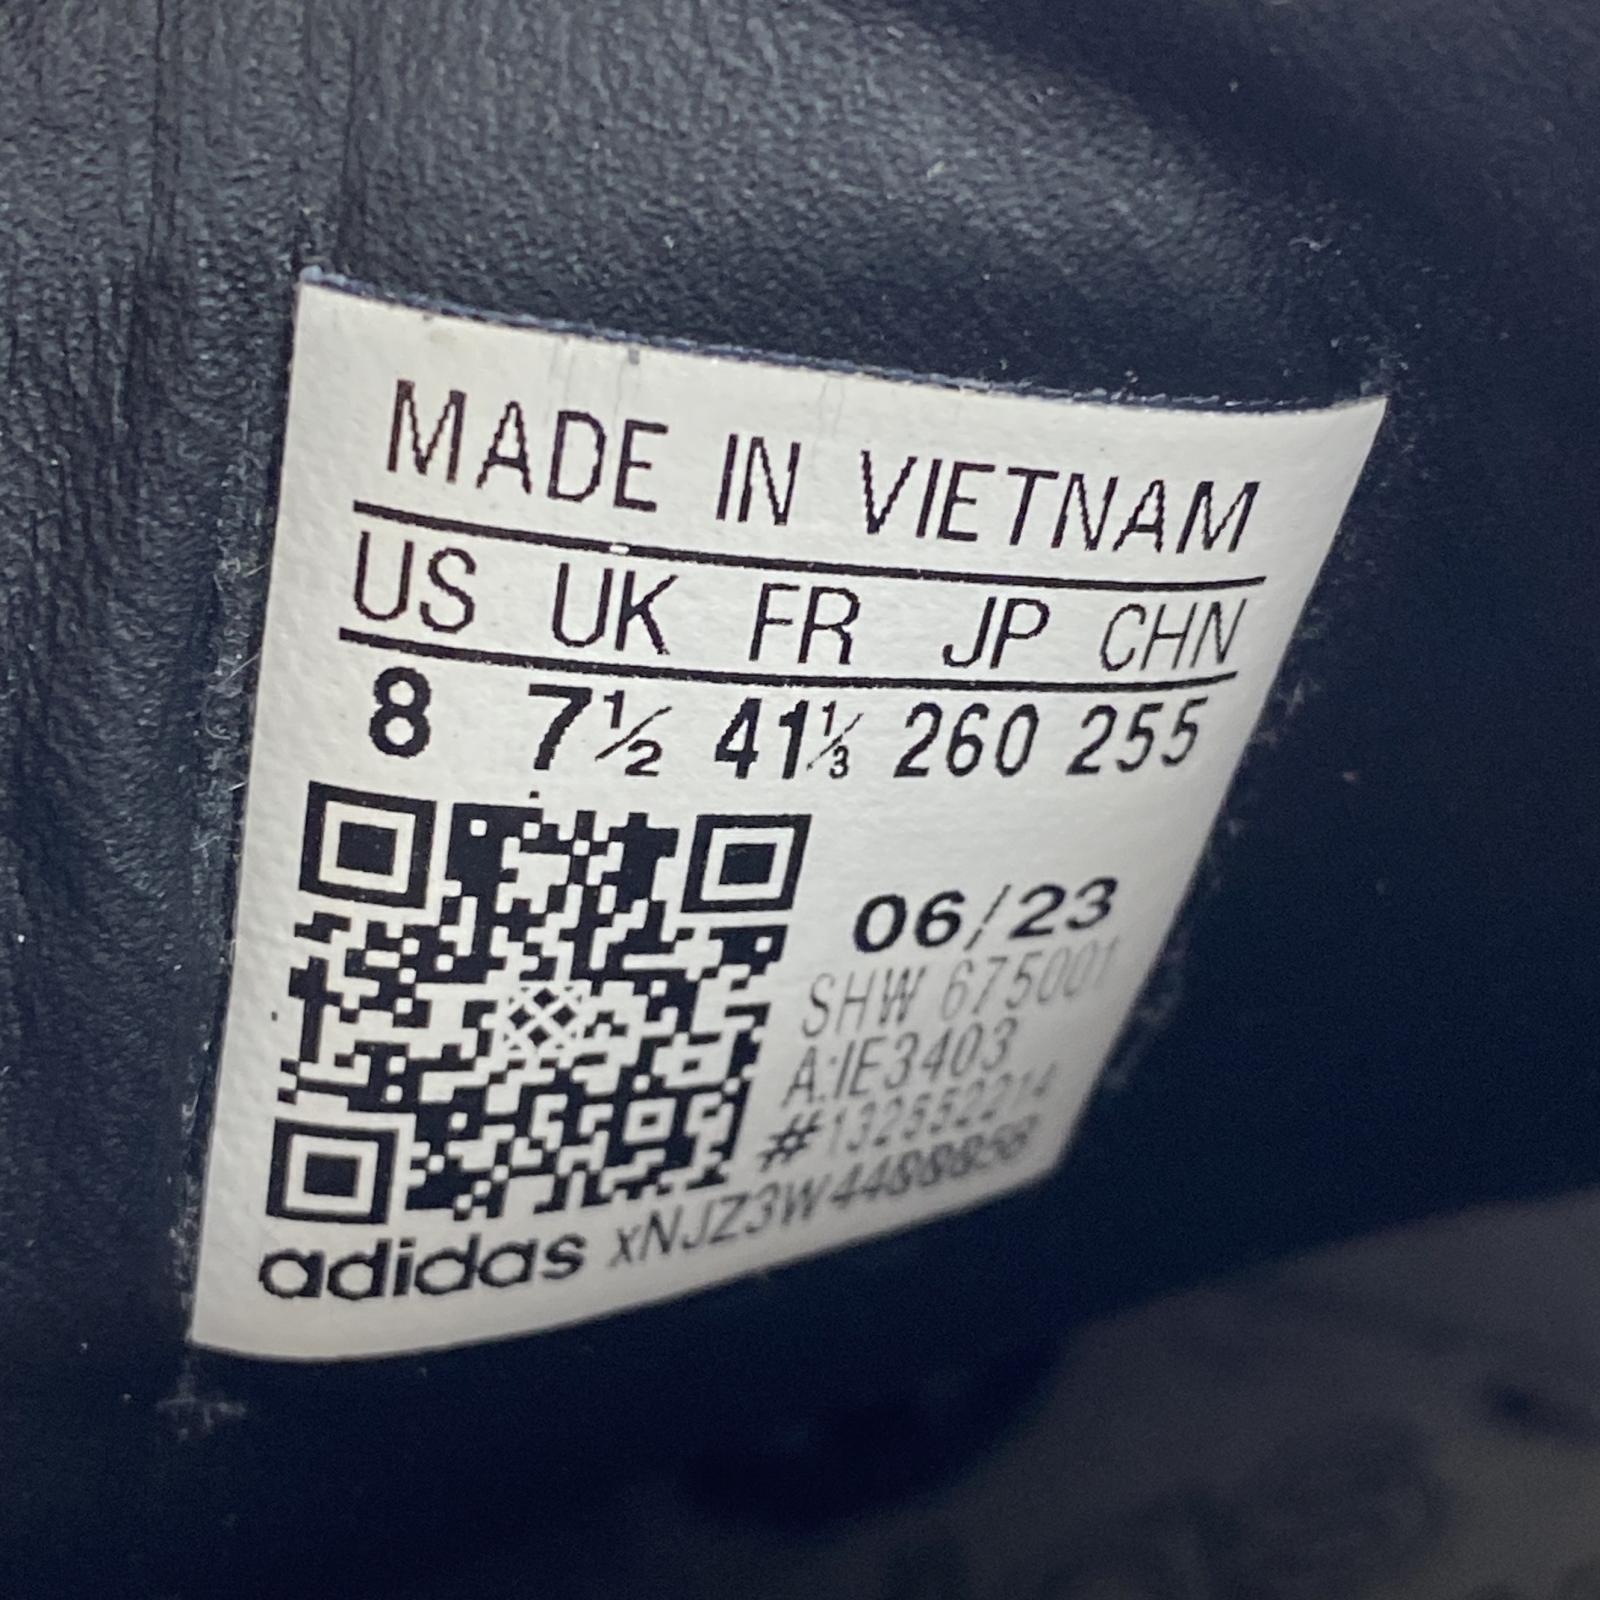 MADE IN VIETNAM
US UK FR JP CHN
8 7½ 41⅓ 260 255
06/23
SHW 675001
A:IE3403
#132552214
adidas